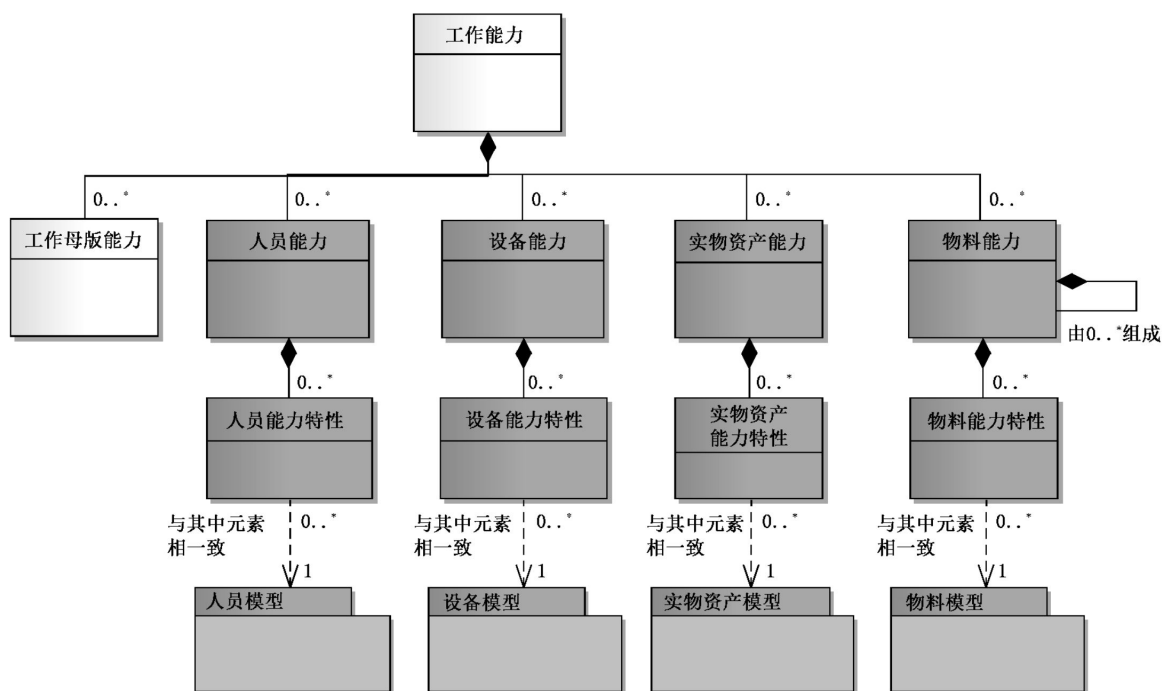 工作能力
0..*
0..*
0..*
0..*
0..*
工作母版能力
人员能力
设备能力
实物资产能力
物料能力
由0..*组成
0..*
0..*
0..*
0..*
人员能力特性
设备能力特性
实物资产
能力特性
物料能力特性
与其中元素
相一致
0..*
1
与其中元素
相一致
0..*
1
与其中元素
相一致
0..*
1
与其中元素
相一致
0..*
1
人员模型
设备模型
实物资产模型
物料模型